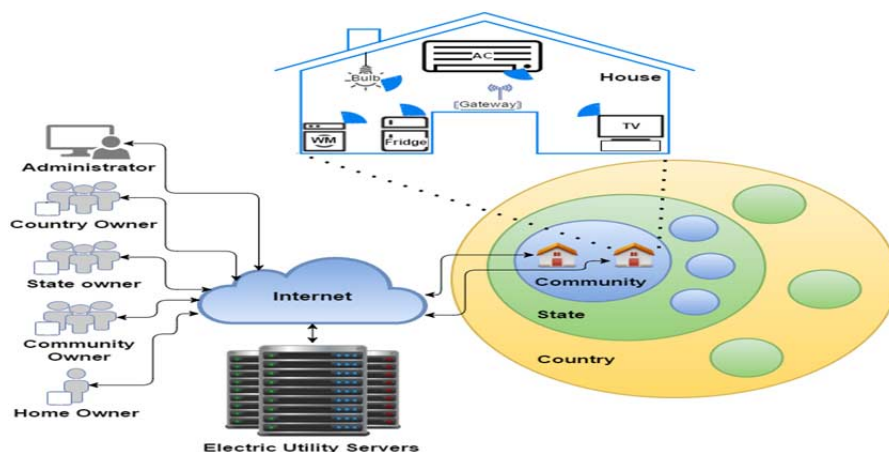 AC
Bulb
House
[Gateway]
WM
Fridge
TV
Administrator
Country Owner
State owner
Community
Owner
Home Owner
Internet
Electric Utility Servers
Community
State
Country